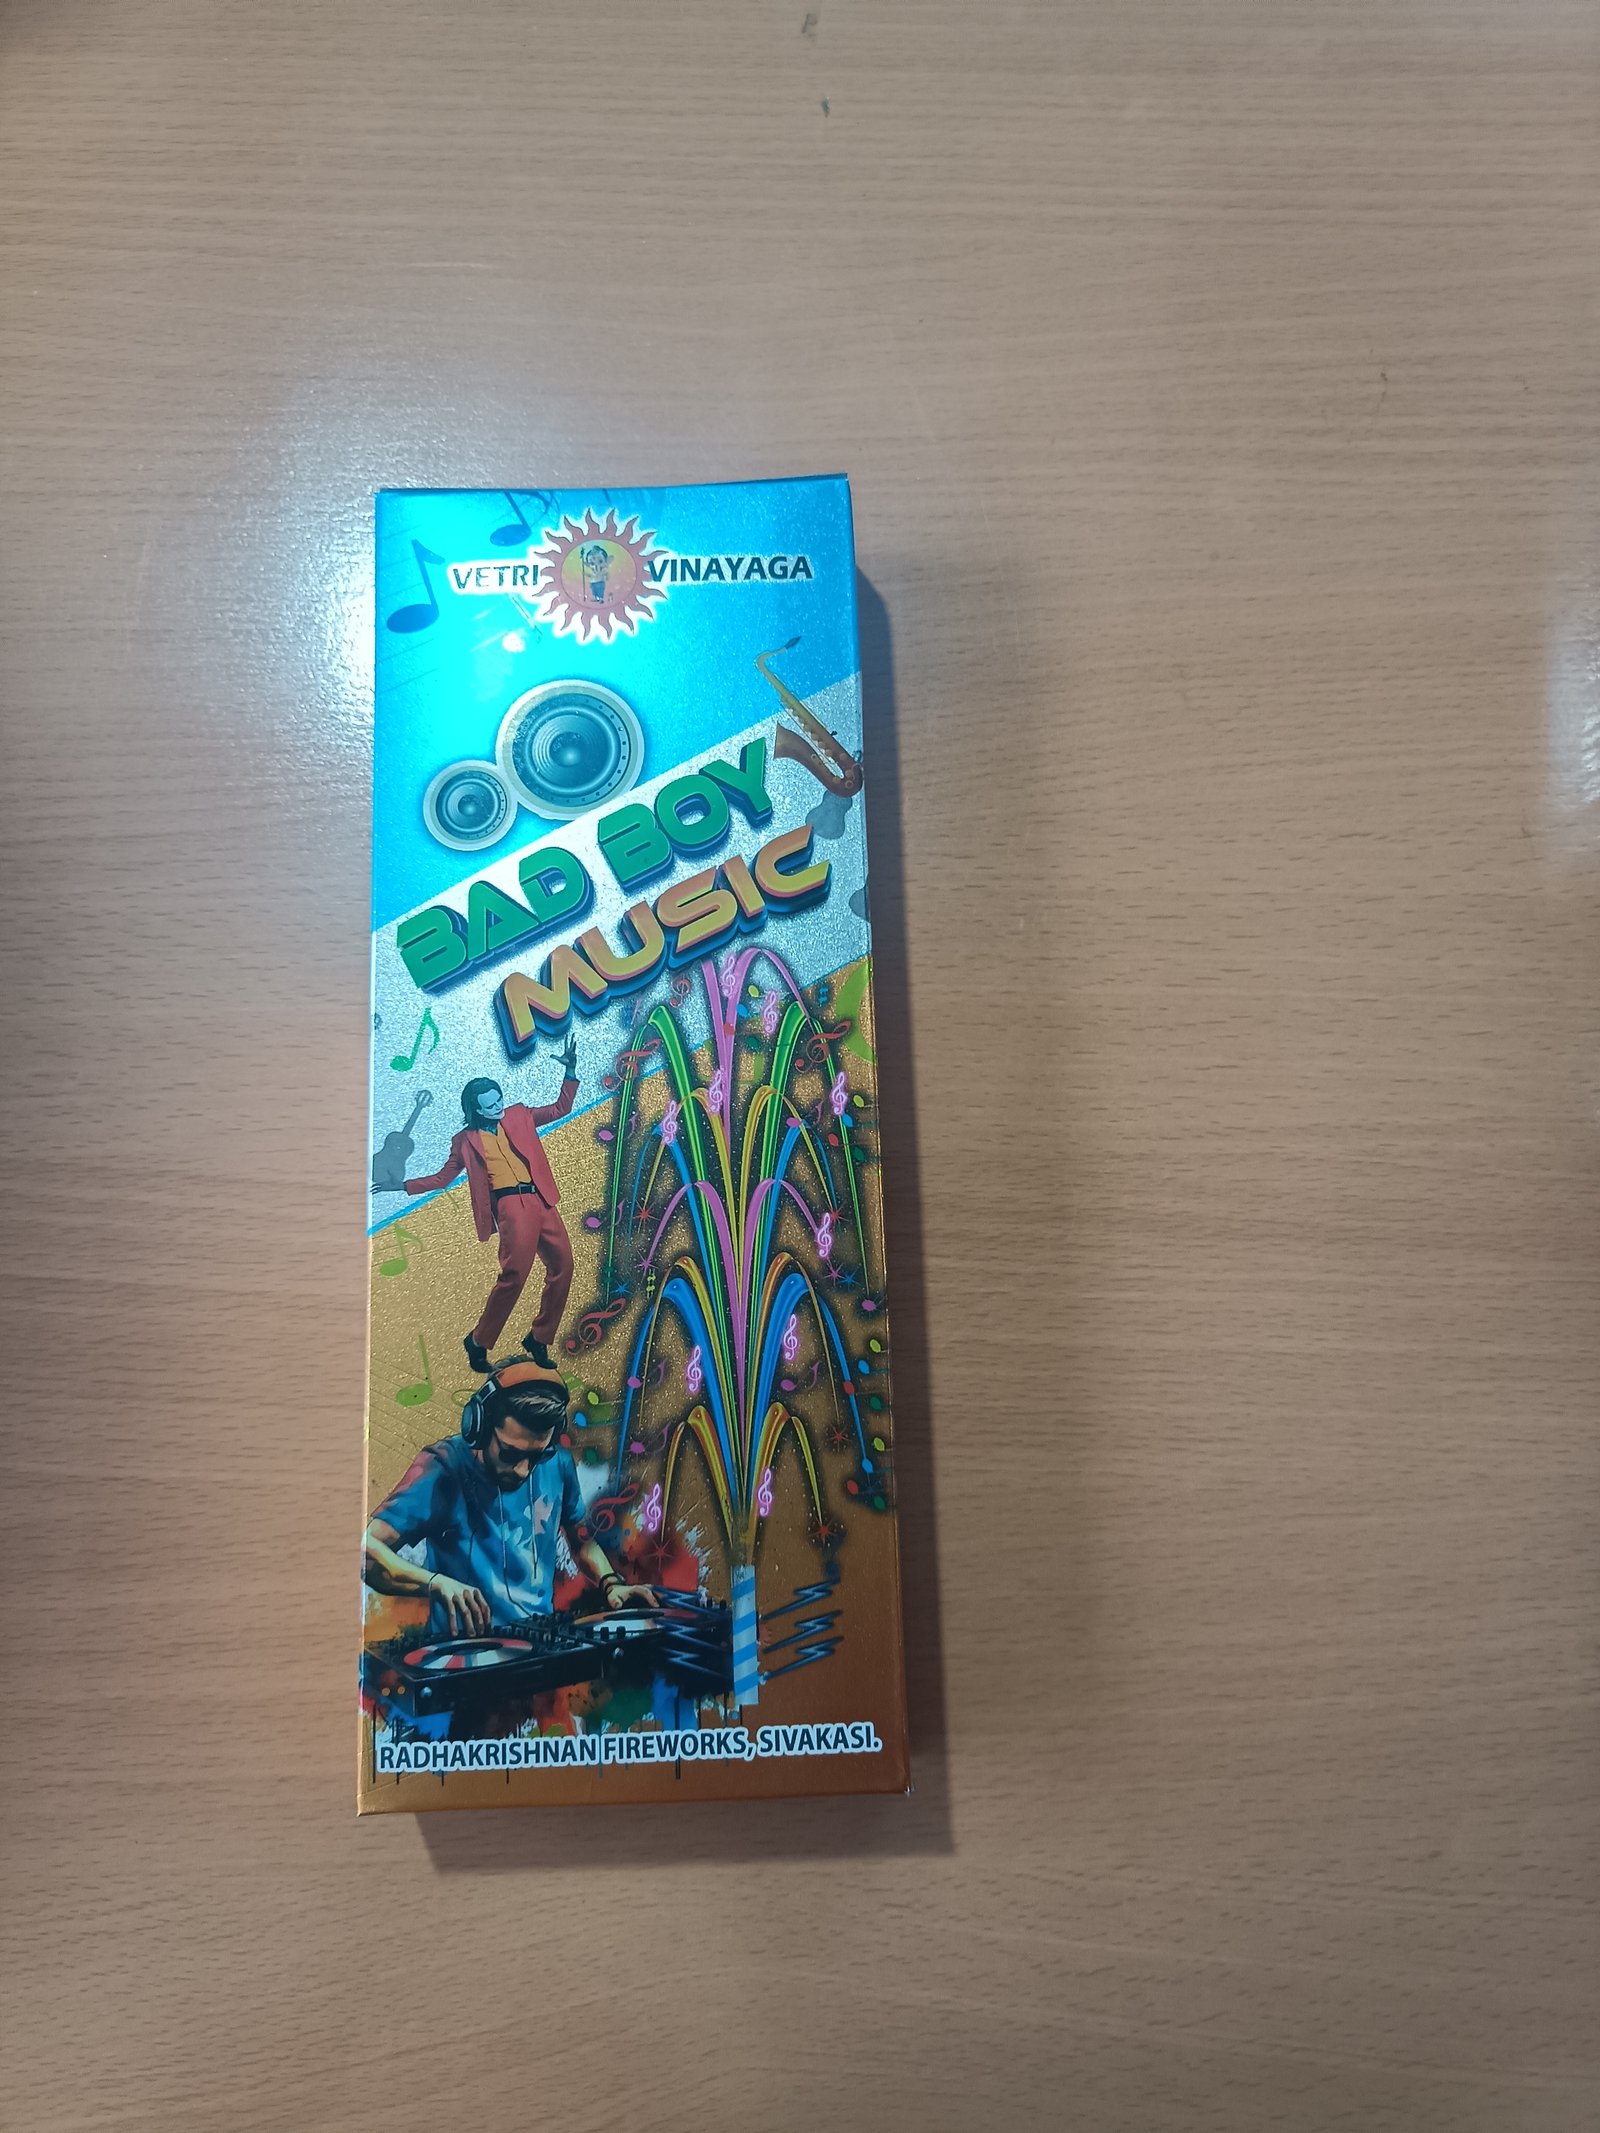 VETRI VINAYAGA
BAD BOY
MUSIC
RADHAKRISHNAN FIREWORKS, SIVAKASI.